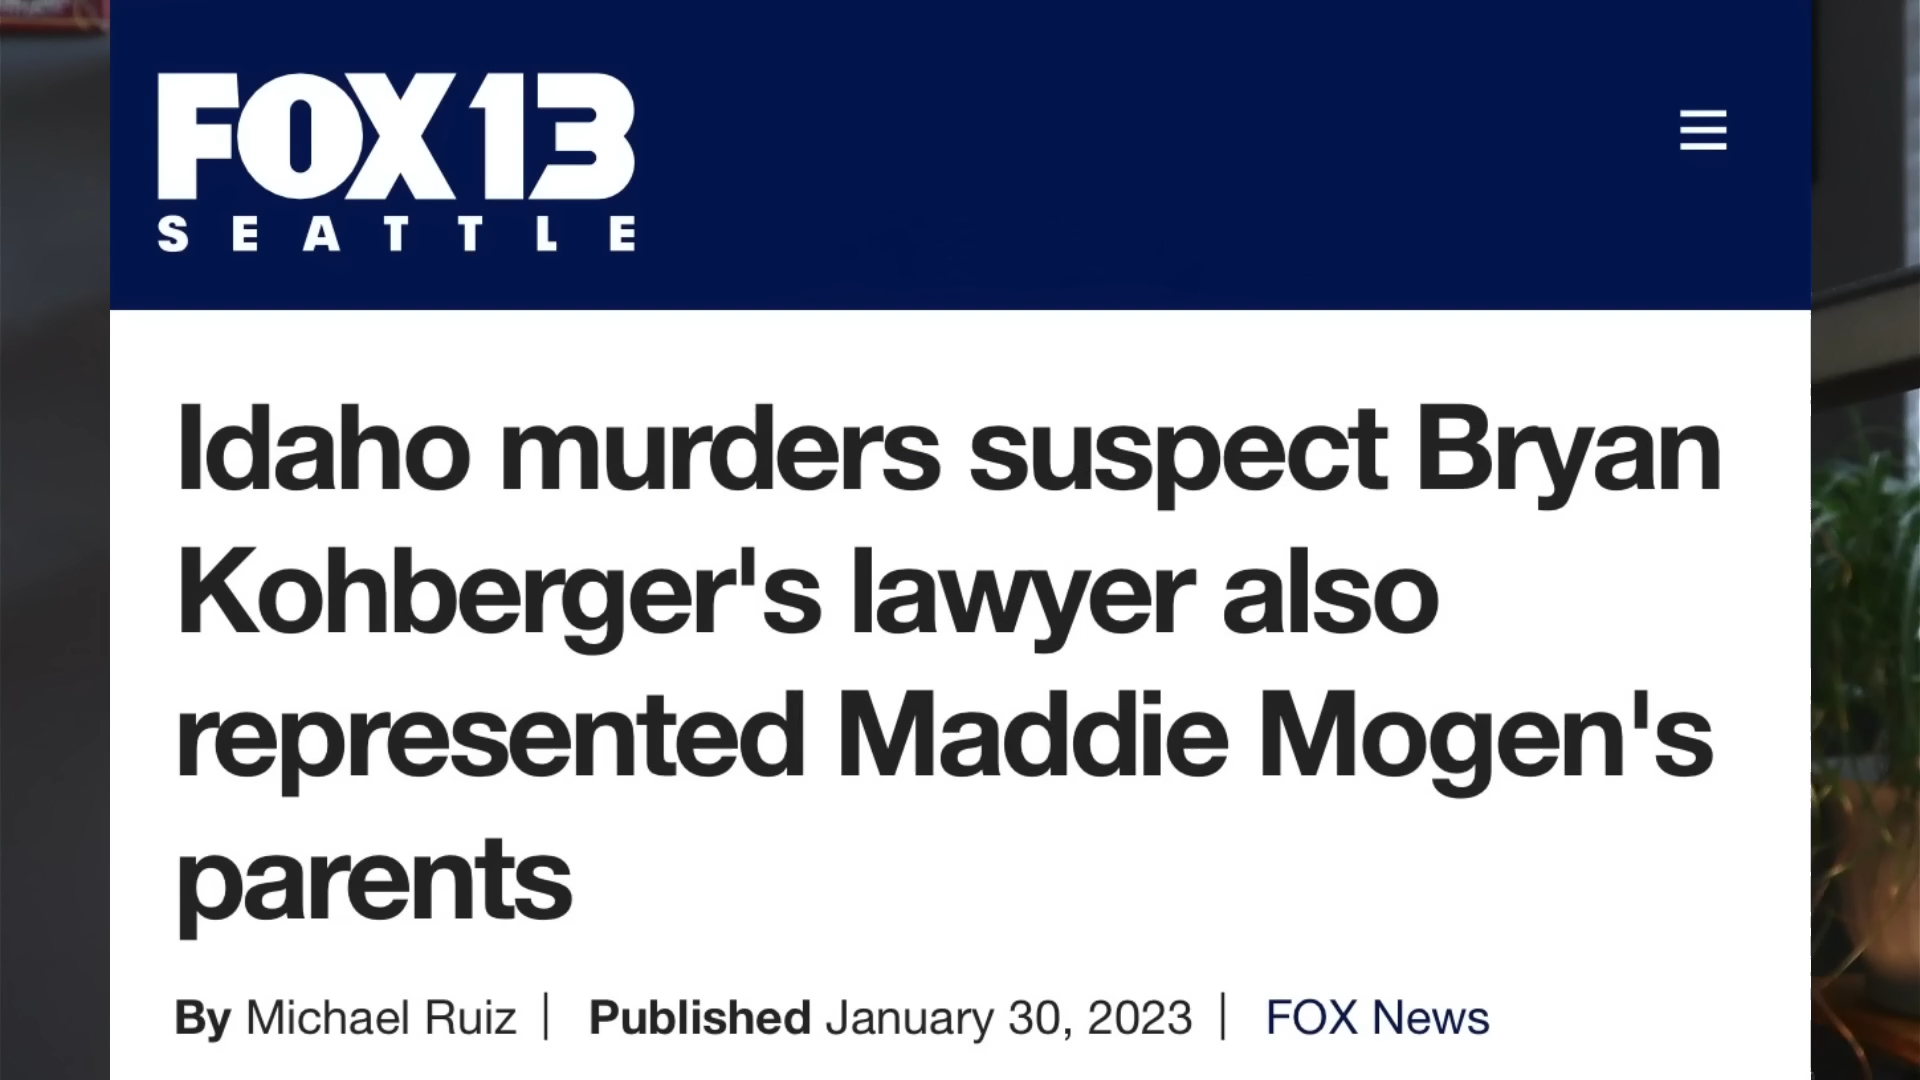 FOX 13
SEATTLE
Idaho murders suspect Bryan
Kohberger's lawyer also
represented Maddie Mogen's
parents
By Michael Ruiz | Published January 30, 2023 | FOX News